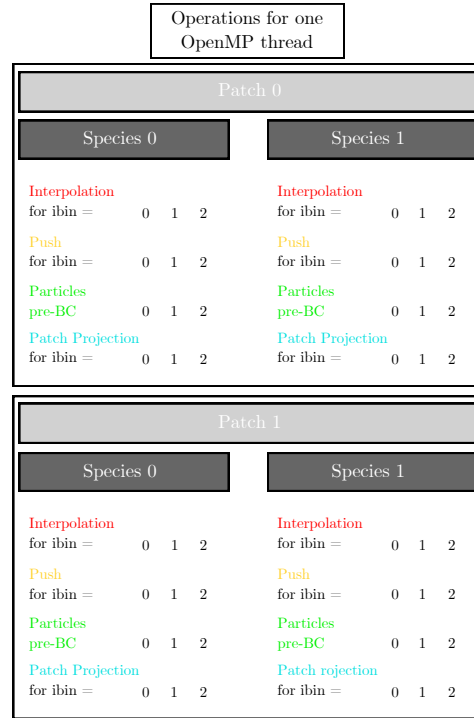 Operations for one
OpenMP thread
Patch 0
Species 0
Interpolation
for ibin = 0 1 2
Push
for ibin = 0 1 2
Particles
pre-BC 0 1 2
Patch Projection
for ibin = 0 1 2
Species 1
Interpolation
for ibin = 0 1 2
Push
for ibin = 0 1 2
Particles
pre-BC 0 1 2
Patch Projection
for ibin = 0 1 2
Patch 1
Species 0
Interpolation
for ibin = 0 1 2
Push
for ibin = 0 1 2
Particles
pre-BC 0 1 2
Patch Projection
for ibin = 0 1 2
Species 1
Interpolation
for ibin = 0 1 2
Push
for ibin = 0 1 2
Particles
pre-BC 0 1 2
Patch rojection
for ibin = 0 1 2